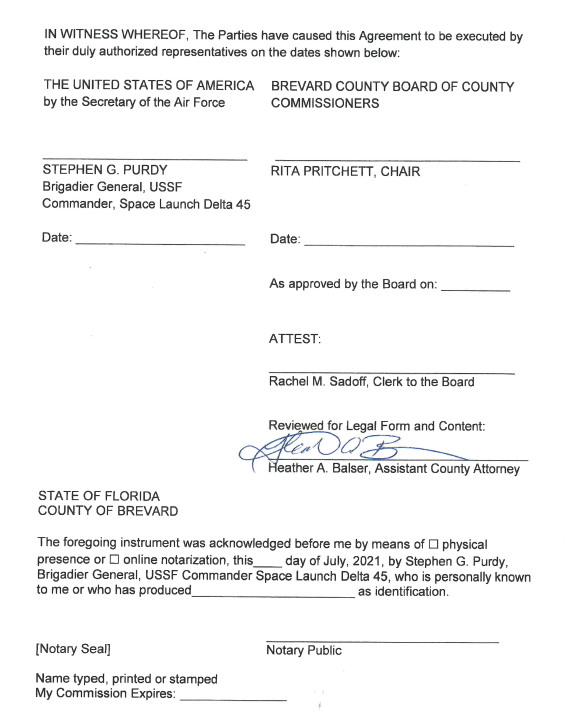 IN WITNESS WHEREOF, The Parties have caused this Agreement to be executed by
their duly authorized representatives on the dates shown below:
THE UNITED STATES OF AMERICA
by the Secretary of the Air Force
BREVARD COUNTY BOARD OF COUNTY
COMMISSIONERS
STEPHEN G. PURDY
Brigadier General, USSF
Commander, Space Launch Delta 45
RITA PRITCHETT, CHAIR
Date:
Date:
As approved by the Board on:
ATTEST:
Rachel M. Sadoff, Clerk to the Board
Reviewed for Legal Form and Content:
Heather A. Balser, Assistant County Attorney
STATE OF FLORIDA
COUNTY OF BREVARD
The foregoing instrument was acknowledged before me by means of ☐ physical
presence or ☐ online notarization, this____ day of July, 2021, by Stephen G. Purdy,
Brigadier General, USSF Commander Space Launch Delta 45, who is personally known
to me or who has produced________________________ as identification.
[Notary Seal]
Notary Public
Name typed, printed or stamped
My Commission Expires: